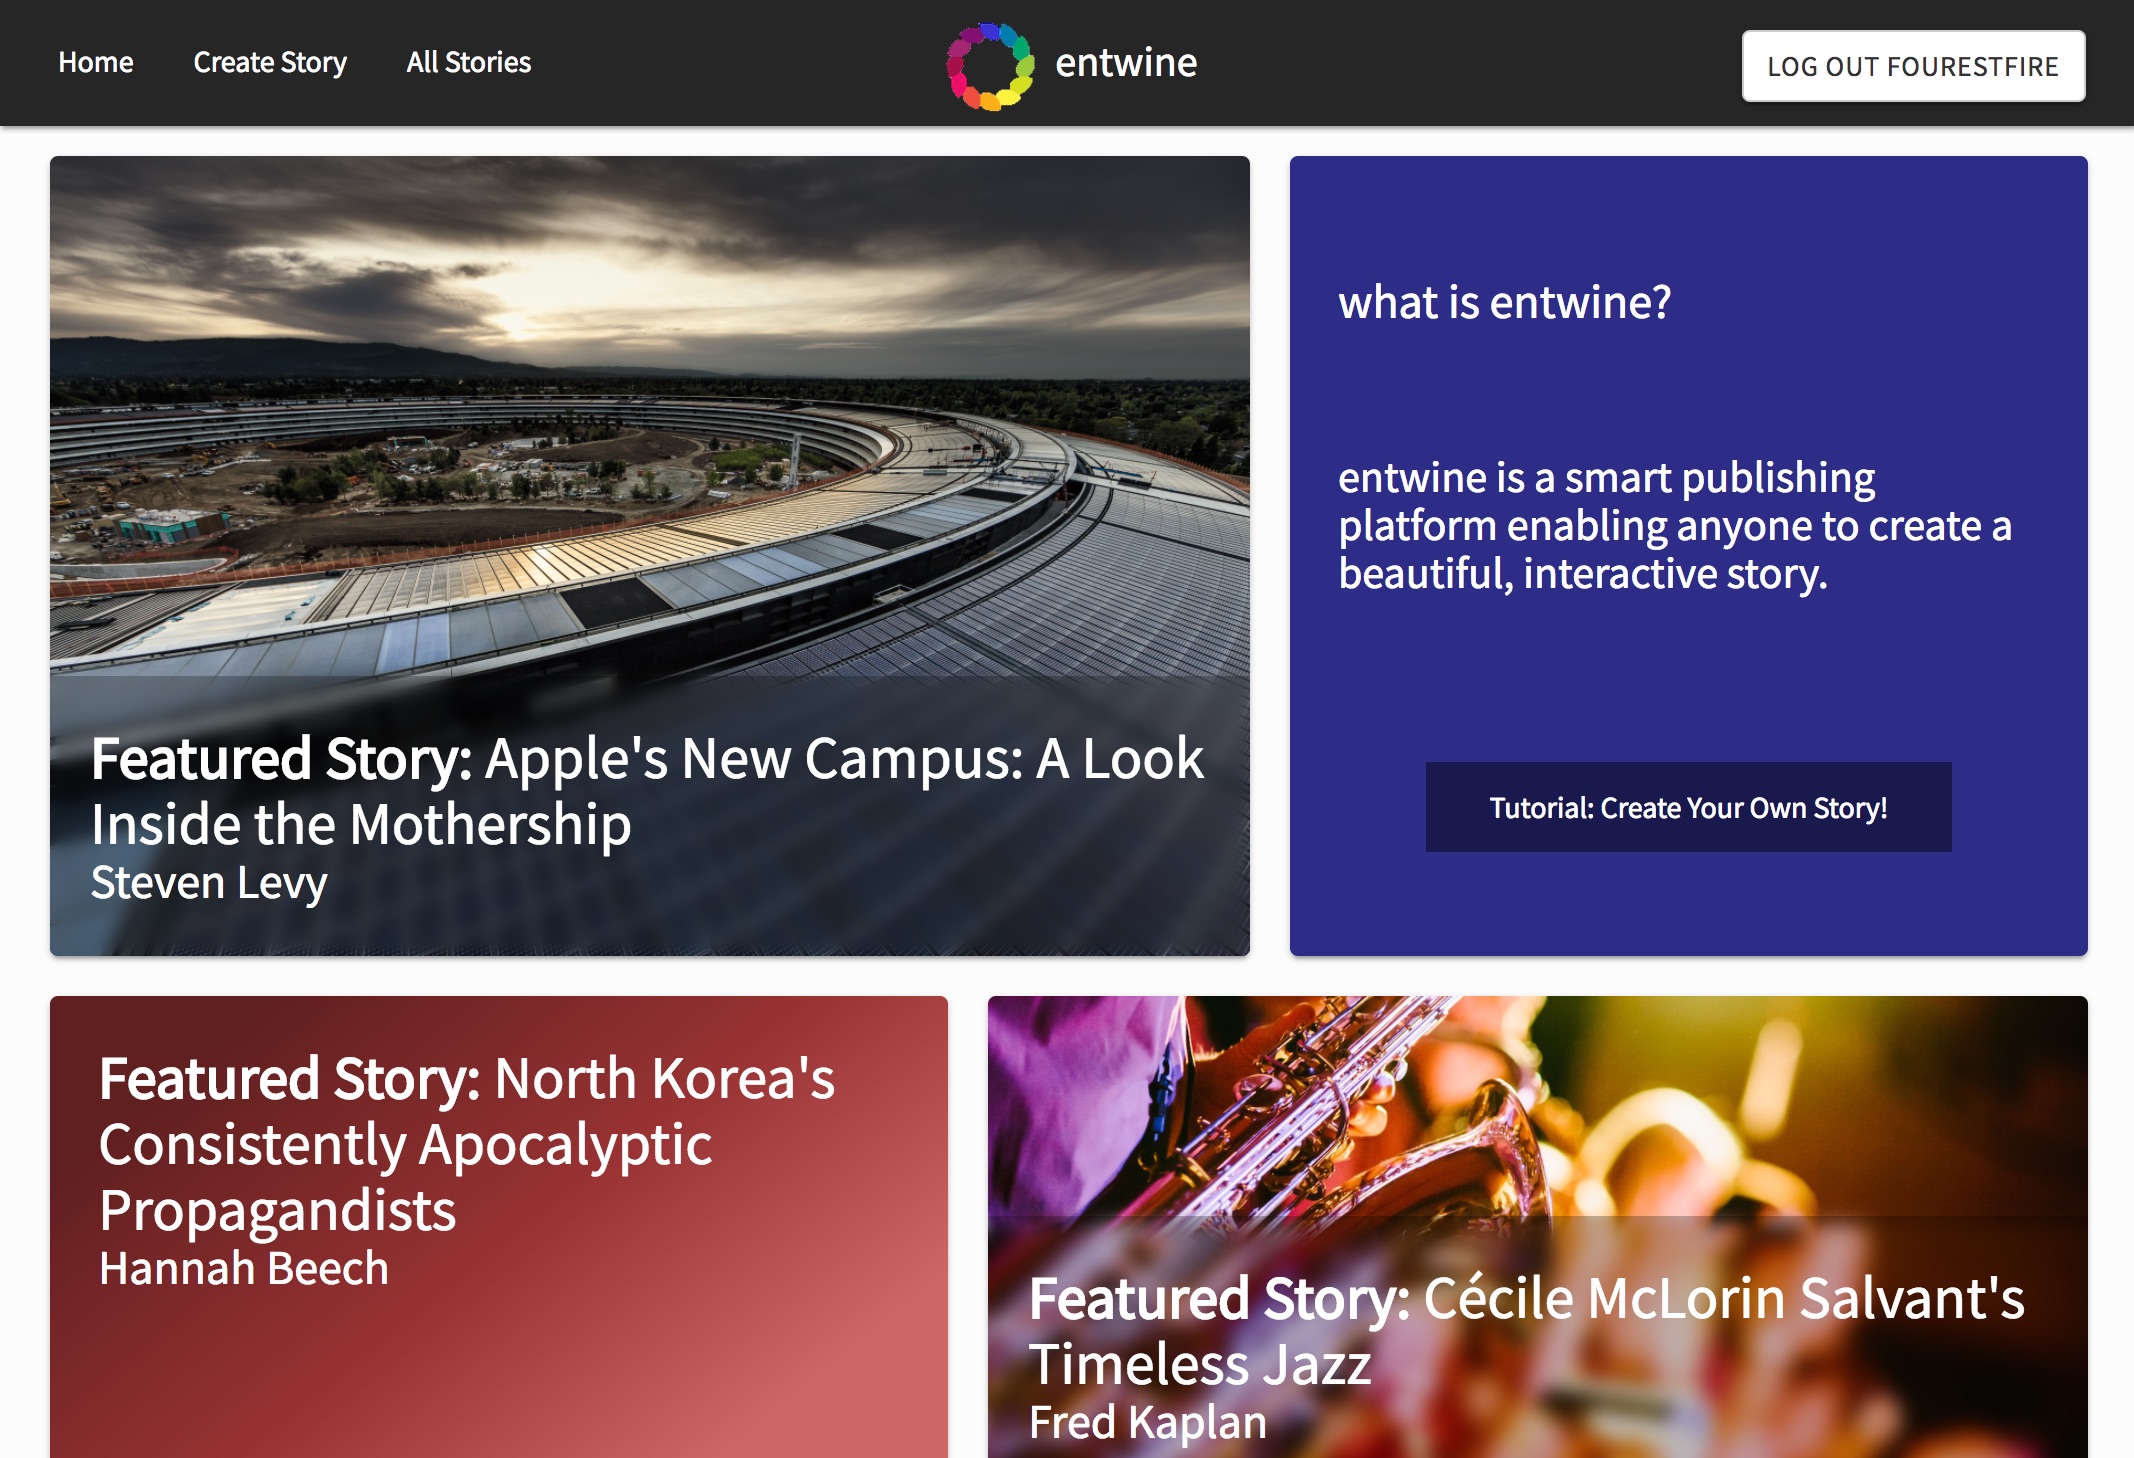 Home
Create Story
All Stories
entwine
LOG OUT FOURESTFIRE
Featured Story: Apple's New Campus: A Look
Inside the Mothership
Steven Levy
what is entwine?
entwine is a smart publishing
platform enabling anyone to create a
beautiful, interactive story.
Tutorial: Create Your Own Story!
Featured Story: North Korea's
Consistently Apocalyptic
Propagandists
Hannah Beech
Featured Story: Cécile McLorin Salvant's
Timeless Jazz
Fred Kaplan